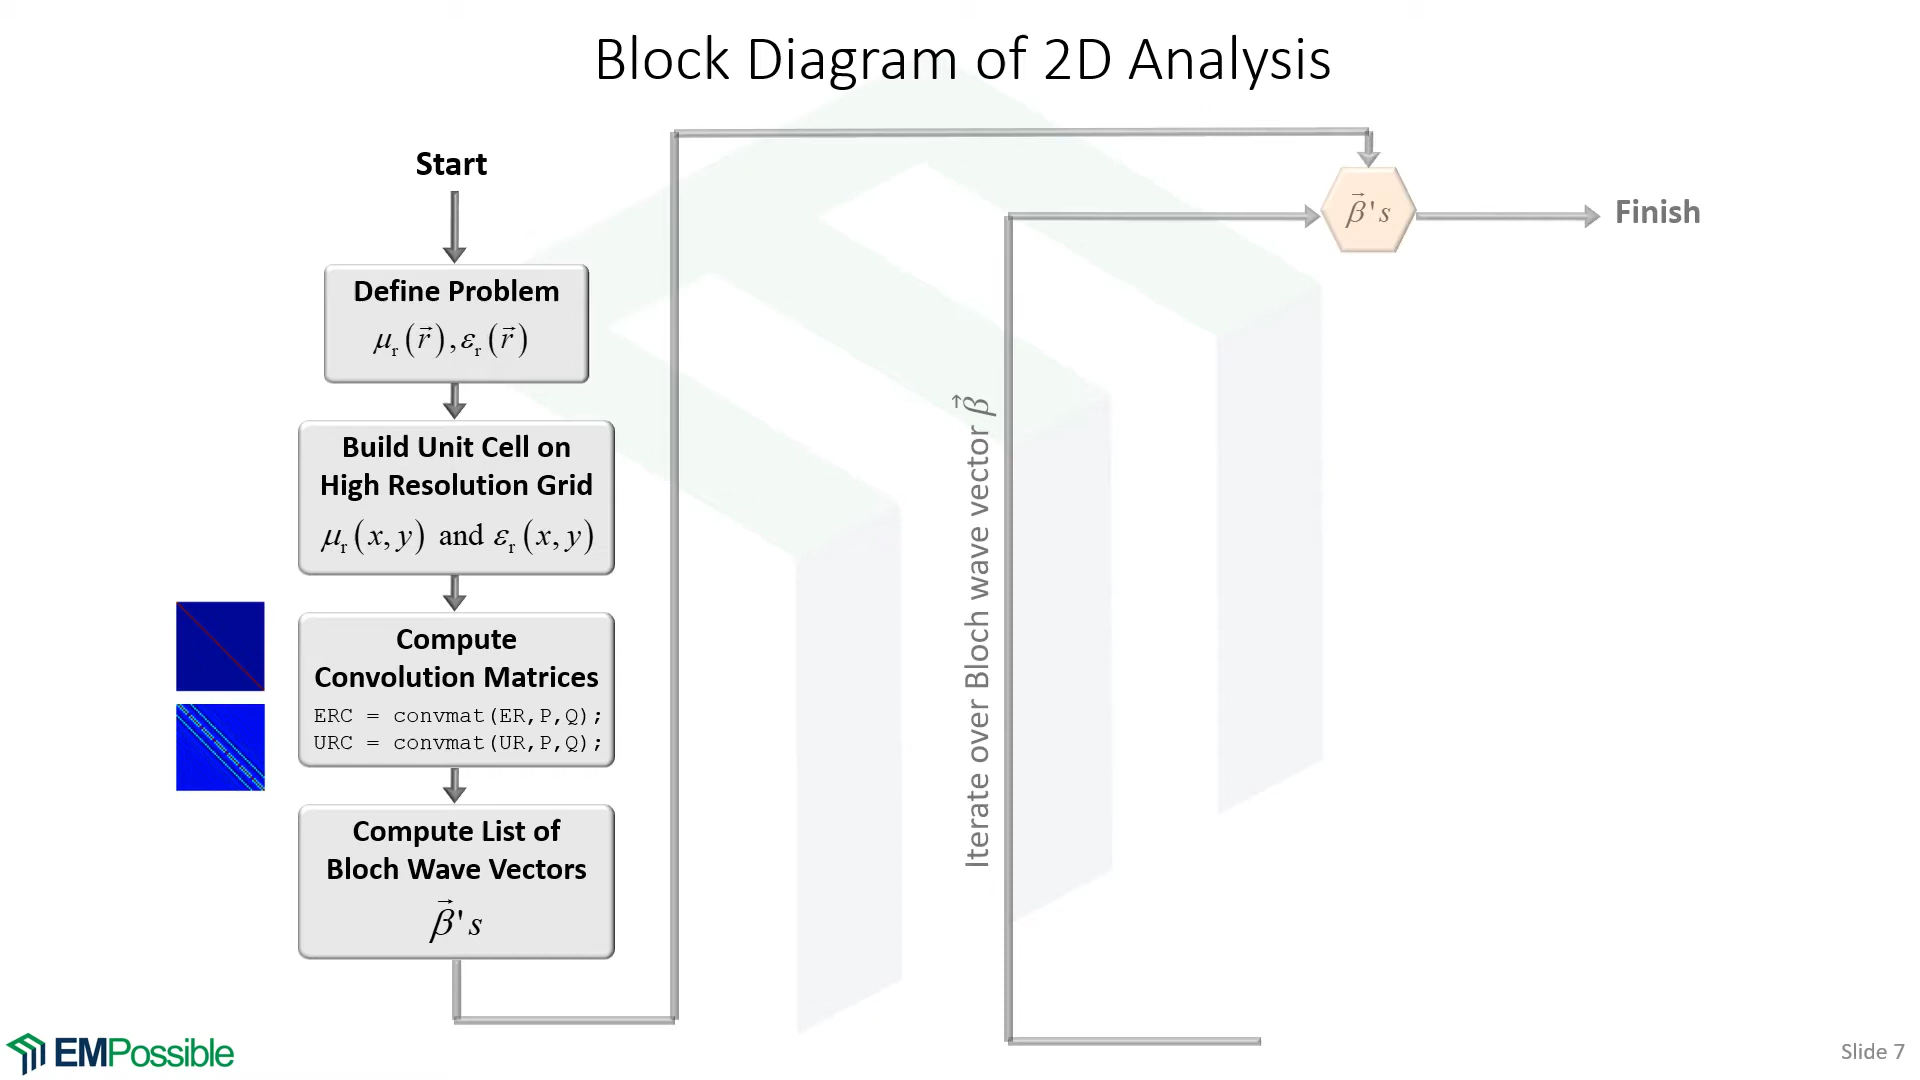 Block Diagram of 2D Analysis
Start
Define Problem
μr(r⃗),εr(r⃗)
Build Unit Cell on
High Resolution Grid
μr(x,y) and εr(x,y)
Compute
Convolution Matrices
ERC = convmat(ER,P,Q);
URC = convmat(UR,P,Q);
Compute List of
Bloch Wave Vectors
β⃗'s
Iterate over Bloch wave vector β⃗
β⃗'s
Finish
EMPossible
Slide 7